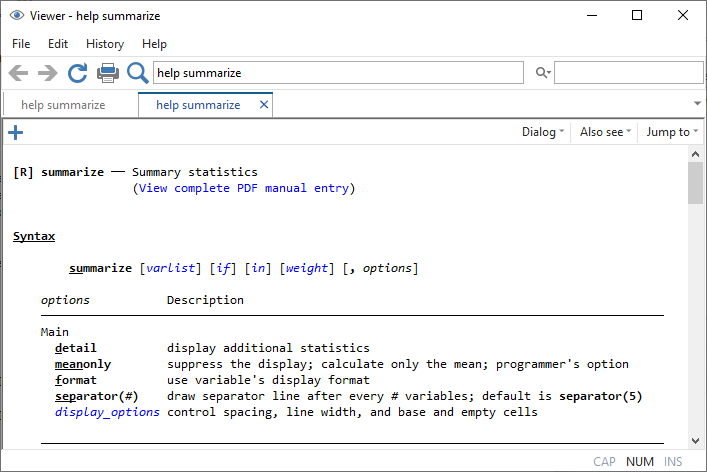 Viewer - help summarize
File Edit History Help
help summarize
help summarize help summarize
Dialog Also see Jump to
[R] summarize — Summary statistics
(View complete PDF manual entry)
Syntax
summarize [varlist] [if] [in] [weight] [, options]
options Description
Main
detail display additional statistics
meanonly suppress the display; calculate only the mean; programmer's option
format use variable's display format
separator(#) draw separator line after every # variables; default is separator(5)
display_options control spacing, line width, and base and empty cells
CAP NUM INS